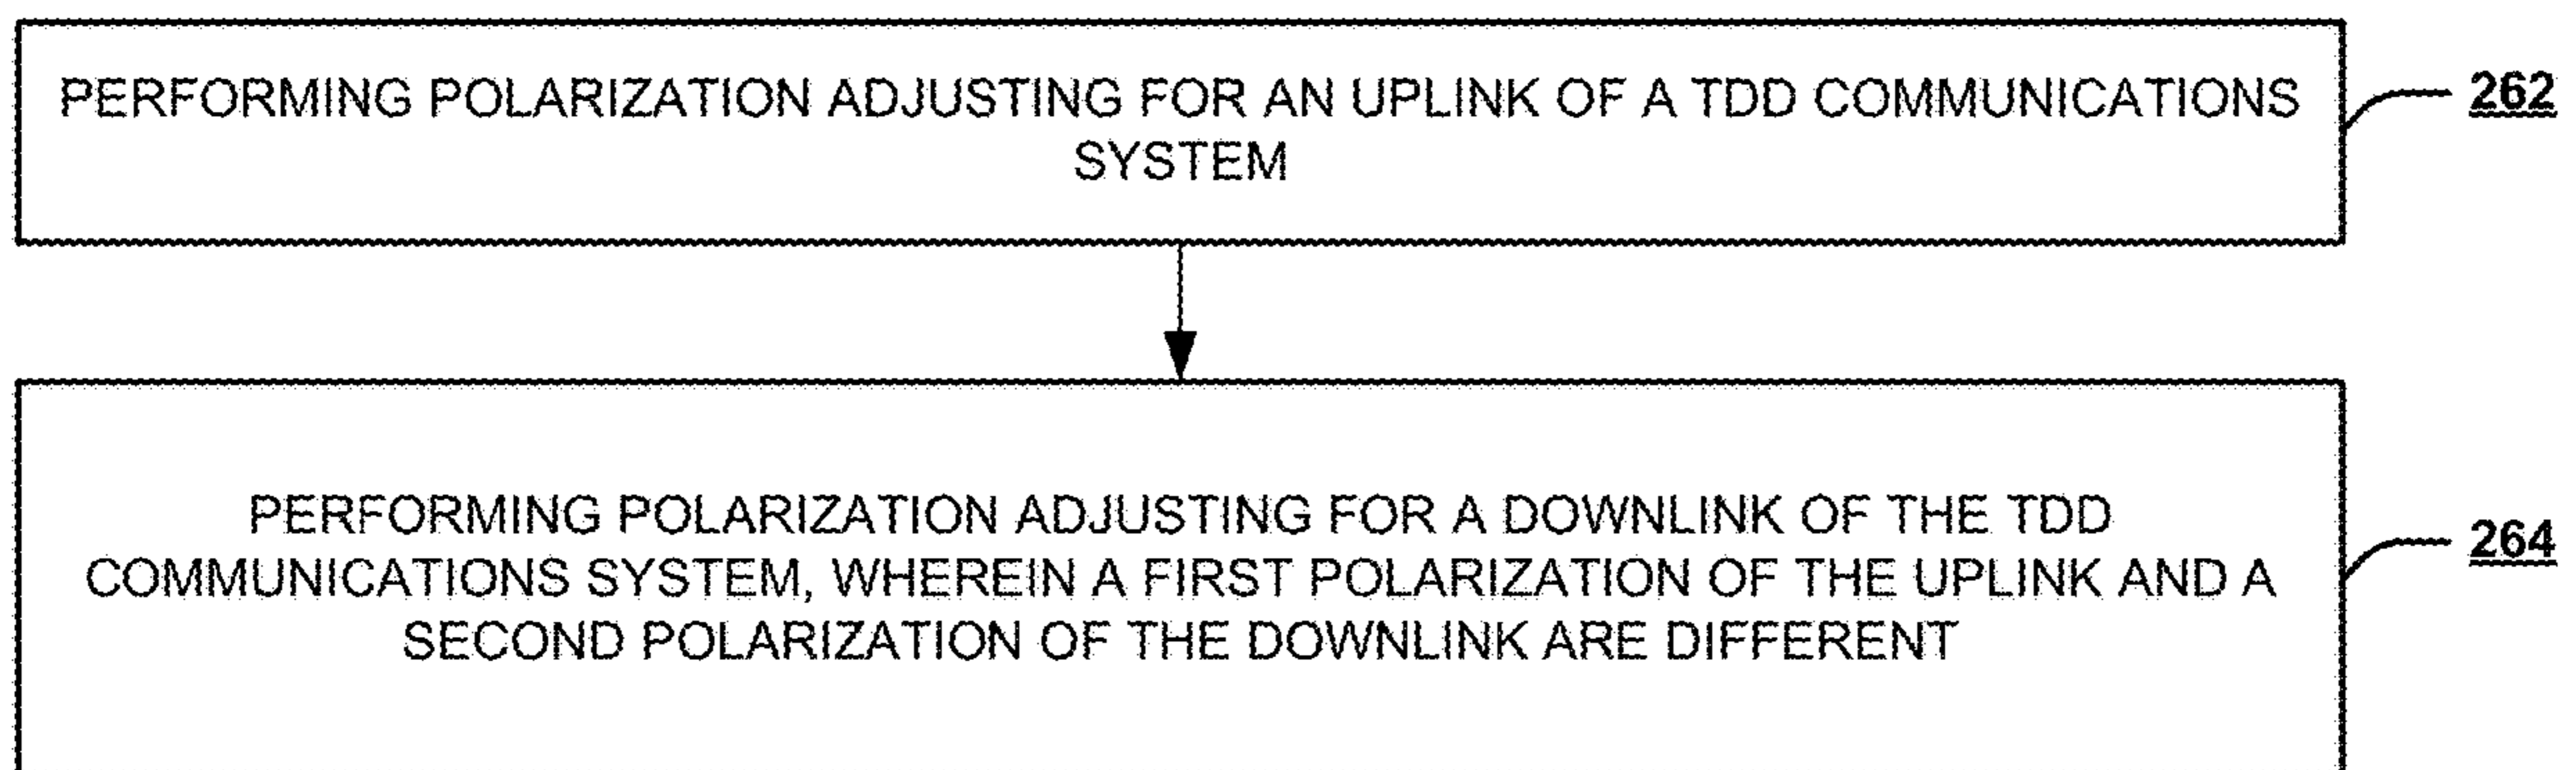 PERFORMING POLARIZATION ADJUSTING FOR AN UPLINK OF A TDD COMMUNICATIONS
SYSTEM
262
PERFORMING POLARIZATION ADJUSTING FOR A DOWNLINK OF THE TDD
COMMUNICATIONS SYSTEM, WHEREIN A FIRST POLARIZATION OF THE UPLINK AND A
SECOND POLARIZATION OF THE DOWNLINK ARE DIFFERENT
264